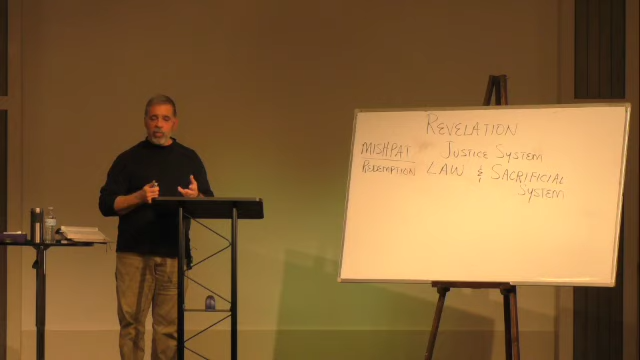 REVELATION
MISHPAT JUSTICE SYSTEM
REDEMPTION LAW & SACRIFICIAL
SYSTEM